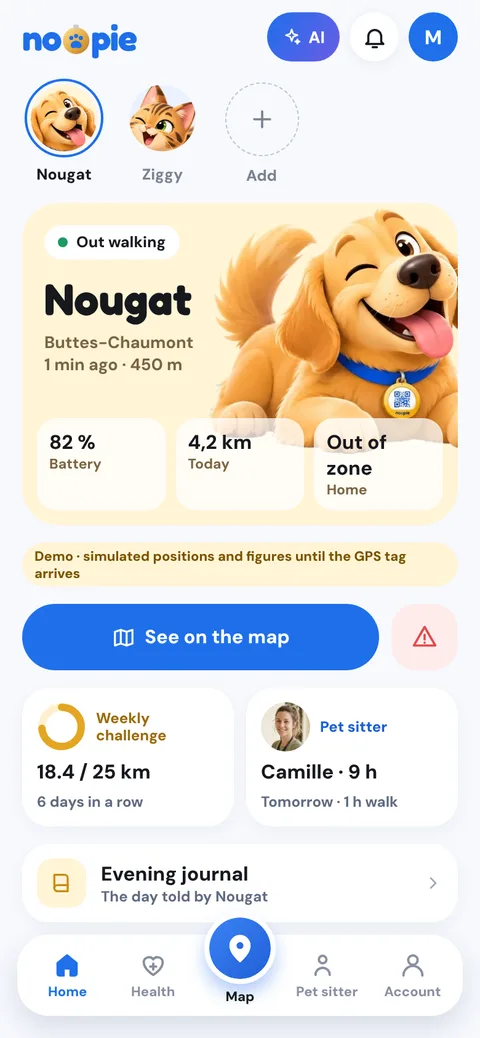 noopie
AI
M
Nougat
Ziggy
Add
Out walking
Nougat
Buttes-Chaumont
1 min ago · 450 m
82 %
Battery
4,2 km
Today
Out of
zone
Home
noopie
Demo · simulated positions and figures until the GPS tag
arrives
See on the map
Weekly
challenge
18.4 / 25 km
6 days in a row
Pet sitter
Camille · 9 h
Tomorrow · 1 h walk
Evening journal
The day told by Nougat
Home
Health
Map
Pet sitter
Account